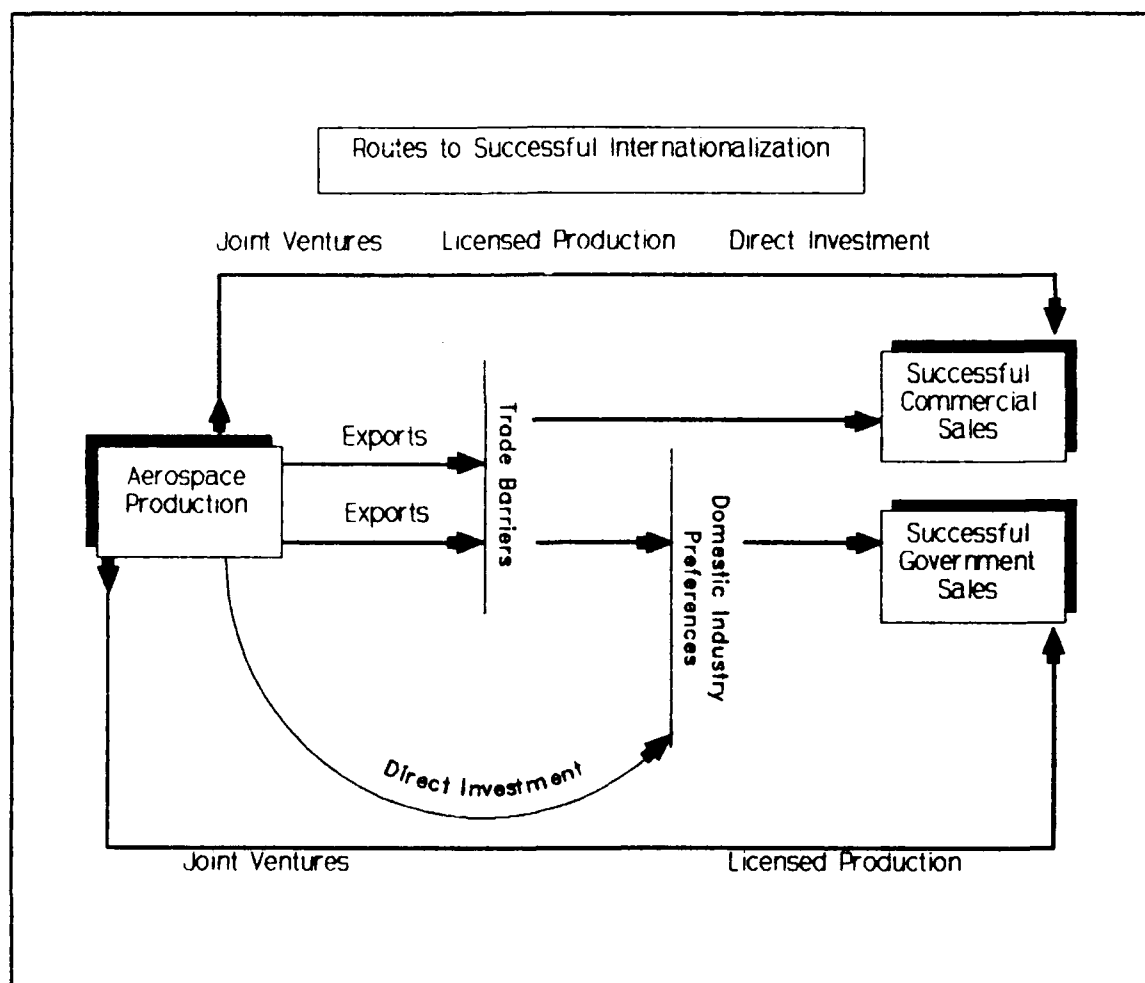 Routes to Successful Internationalization
Joint Ventures Licensed Production Direct Investment
Successful
Commercial
Sales
Trade Barriers
Exports
Aerospace
Production
Exports
Domestic Industry
Preferences
Successful
Government
Sales
Direct Investment
Joint Ventures Licensed Production